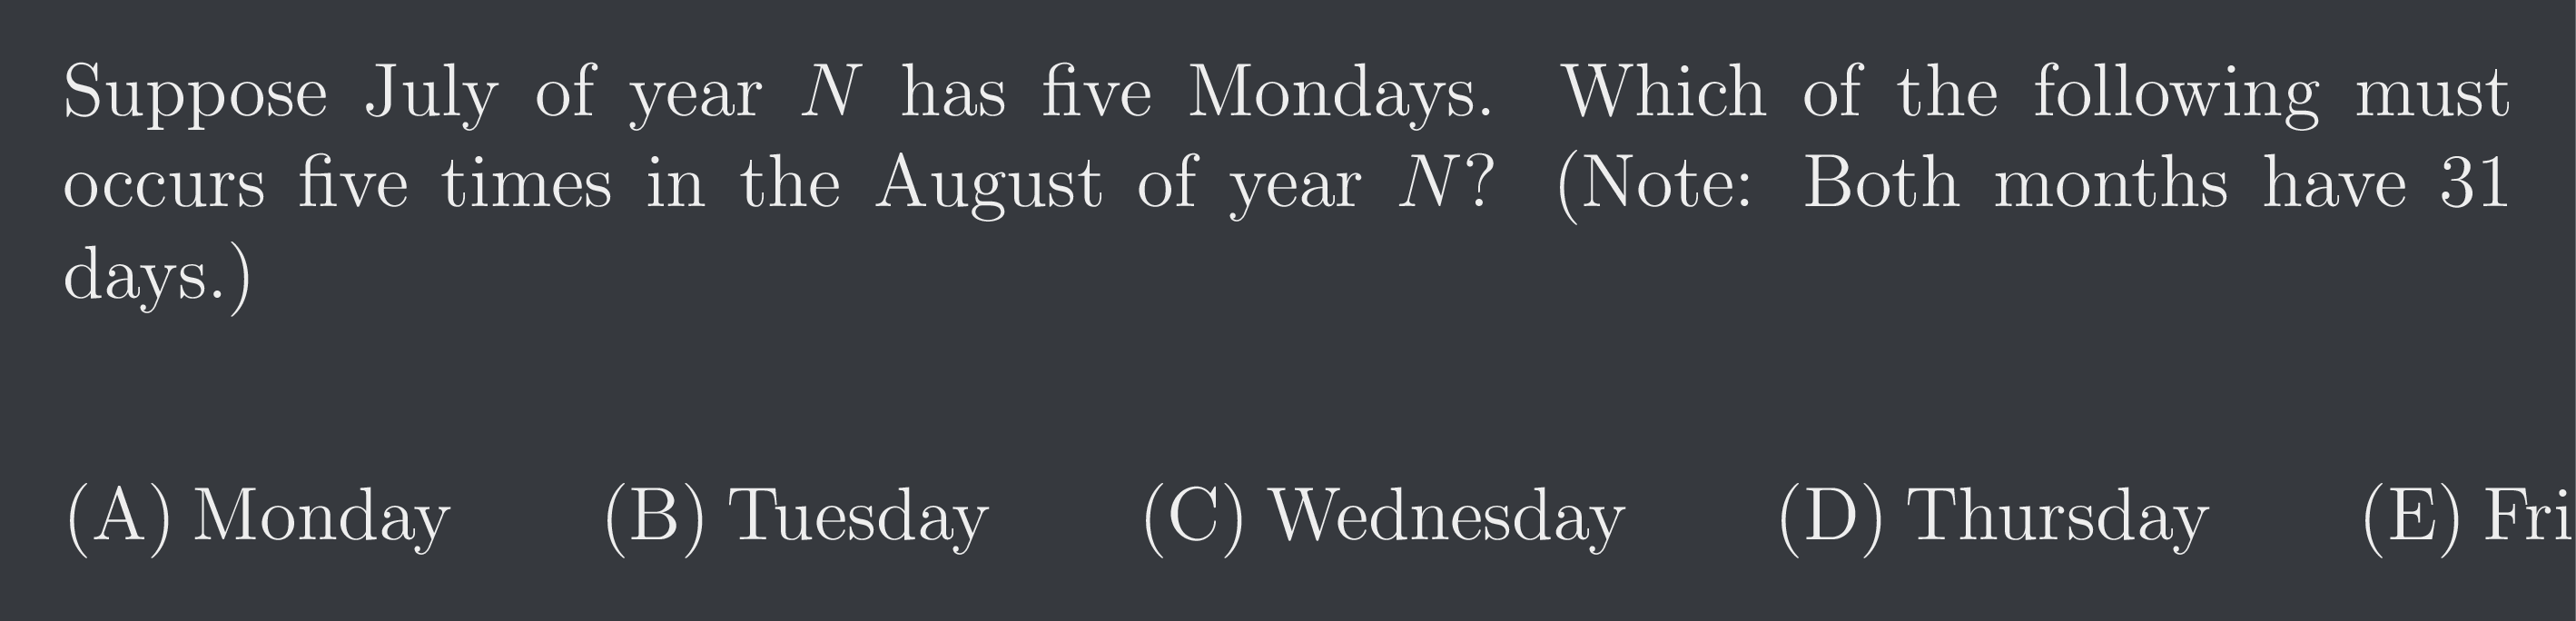 Suppose July of year N has five Mondays. Which of the following must
occurs five times in the August of year N? (Note: Both months have 31
days.)
(A) Monday (B) Tuesday (C) Wednesday (D) Thursday (E) Fri